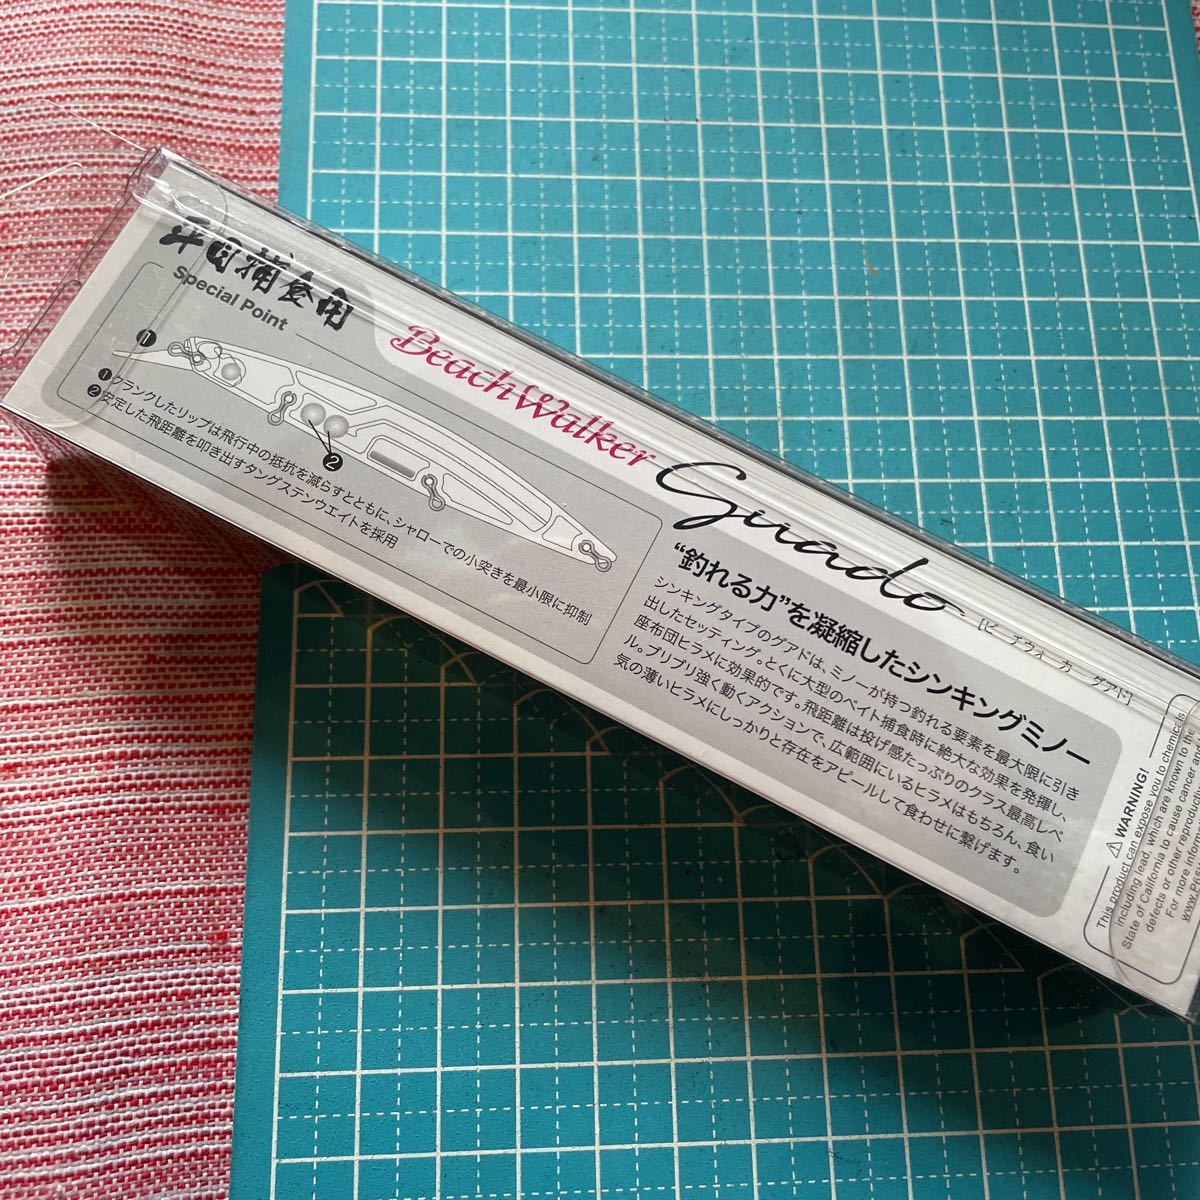 平目捕食用
Special Point
❶
❷
❶クランクしたリップは飛行中の抵抗を減らすとともに、シャローでの小突きを最小限に抑制
❷安定した飛距離を叩き出すタングステンウエイトを採用
BeachWalker
Guado
[ビーチウォーカー グアド]
“釣れる力”を凝縮したシンキングミノー
シンキングタイプのグアドは、ミノーが持つ釣れる要素を最大限に引き
出したセッティング。とくに大型のベイト捕食時に絶大な効果を発揮し、
座布団ヒラメに効果的です。飛距離は投げ感たっぷりのクラス最高レベ
ル。ブリブリ強く動くアクションで、広範囲にいるヒラメはもちろん、食い
気の薄いヒラメにしっかりと存在をアピールして食わせに繋げます。
⚠ WARNING!
This product can expose you to chemicals
including lead, which are known to the
State of California to cause cancer and
defects or other reproductive
For more information